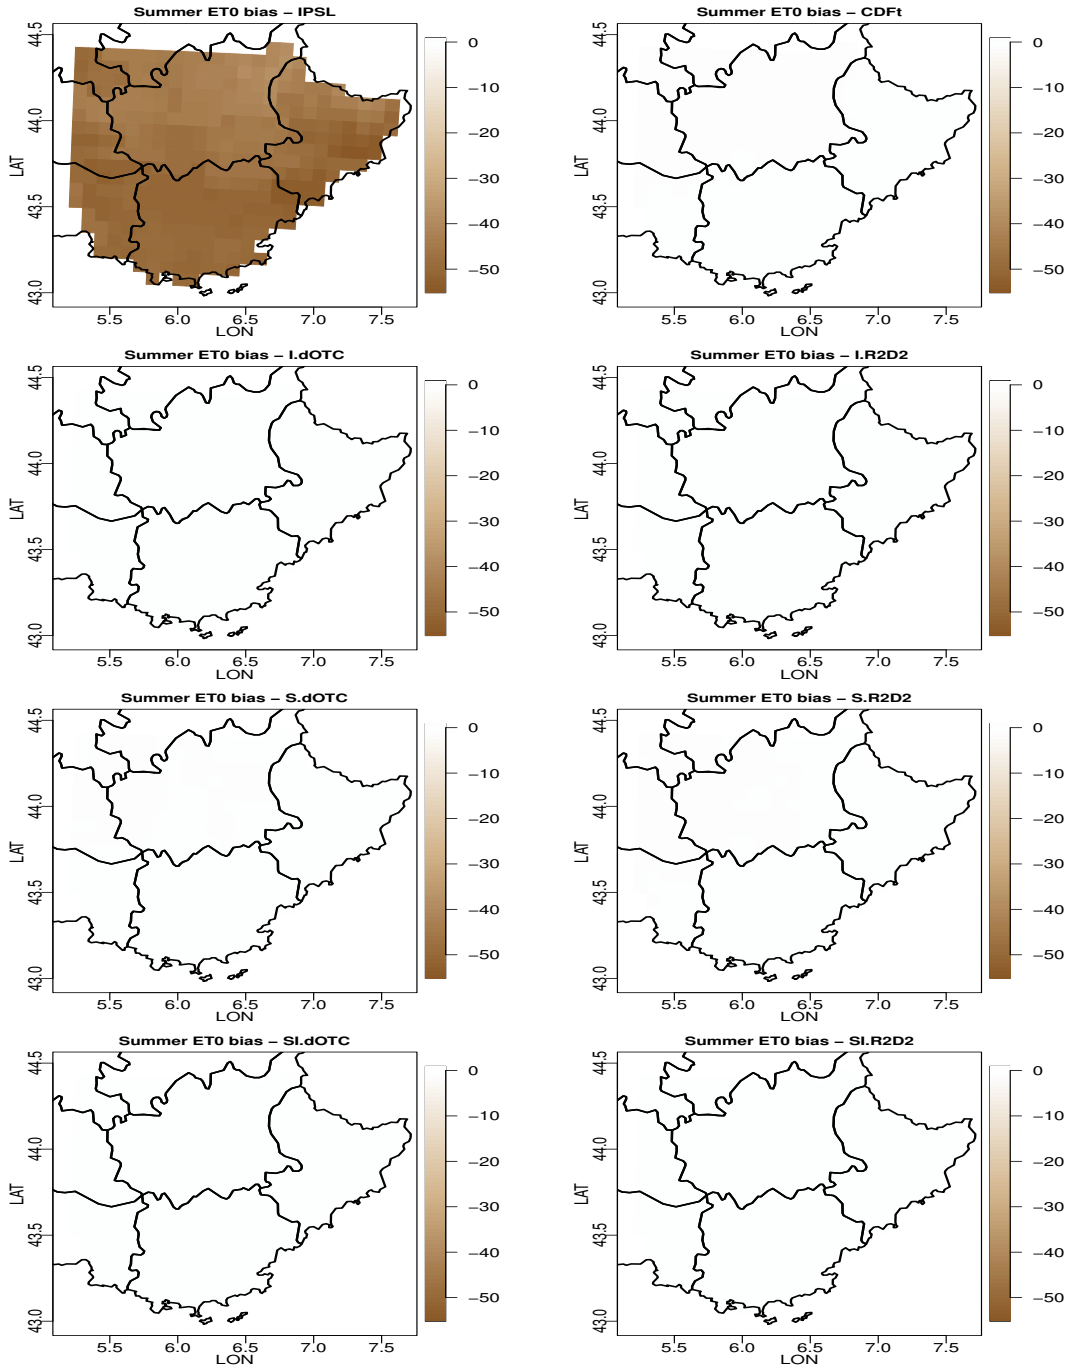 Summer ET0 bias − IPSL
LAT
43.0 43.5 44.0 44.5
5.5 6.0 6.5 7.0 7.5
LON
0
−10
−20
−30
−40
−50
Summer ET0 bias − CDFt
LAT
43.0 43.5 44.0 44.5
5.5 6.0 6.5 7.0 7.5
LON
0
−10
−20
−30
−40
−50
Summer ET0 bias − I.dOTC
LAT
43.0 43.5 44.0 44.5
5.5 6.0 6.5 7.0 7.5
LON
0
−10
−20
−30
−40
−50
Summer ET0 bias − I.R2D2
LAT
43.0 43.5 44.0 44.5
5.5 6.0 6.5 7.0 7.5
LON
0
−10
−20
−30
−40
−50
Summer ET0 bias − S.dOTC
LAT
43.0 43.5 44.0 44.5
5.5 6.0 6.5 7.0 7.5
LON
0
−10
−20
−30
−40
−50
Summer ET0 bias − S.R2D2
LAT
43.0 43.5 44.0 44.5
5.5 6.0 6.5 7.0 7.5
LON
0
−10
−20
−30
−40
−50
Summer ET0 bias − SI.dOTC
LAT
43.0 43.5 44.0 44.5
5.5 6.0 6.5 7.0 7.5
LON
0
−10
−20
−30
−40
−50
Summer ET0 bias − SI.R2D2
LAT
43.0 43.5 44.0 44.5
5.5 6.0 6.5 7.0 7.5
LON
0
−10
−20
−30
−40
−50